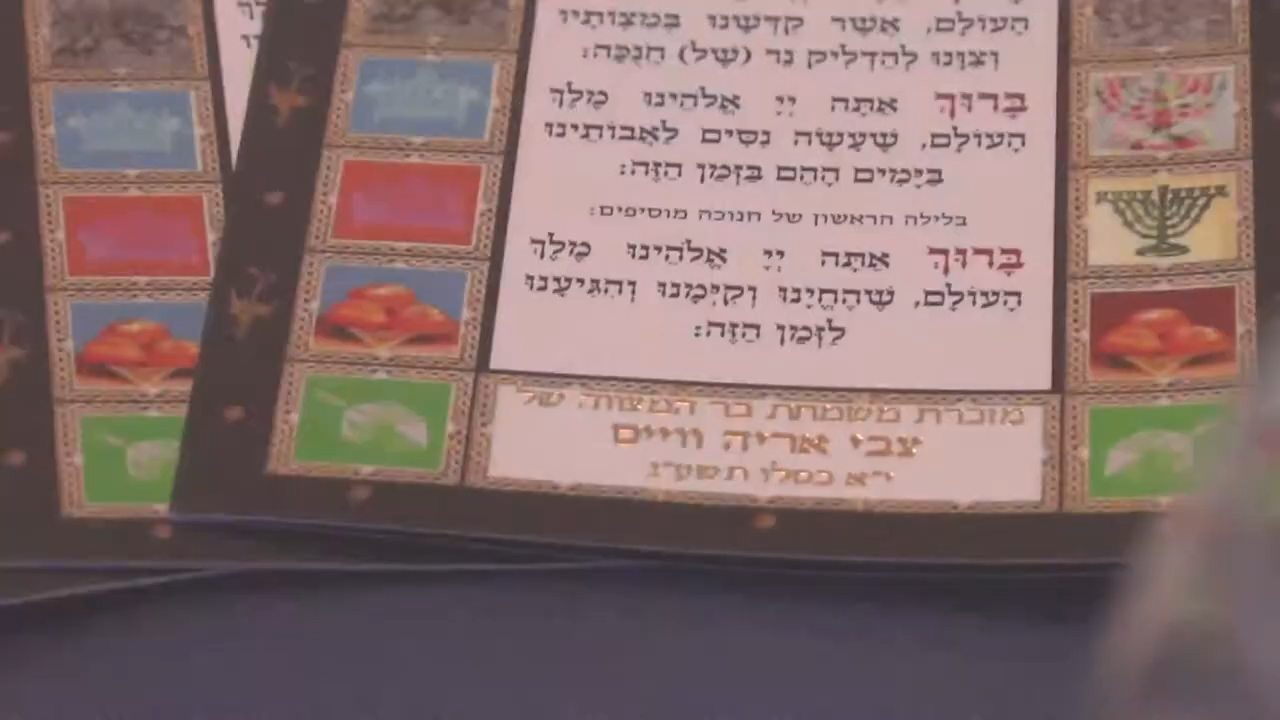 הָעוֹלָם, אֲשֶׁר קִדְּשָׁנוּ בְּמִצְוֹתָיו
וְצִוָּנוּ לְהַדְלִיק נֵר (שֶׁל) חֲנֻכָּה:
בָּרוּךְ אַתָּה יְיָ אֱלֹהֵינוּ מֶלֶךְ
הָעוֹלָם, שֶׁעָשָׂה נִסִּים לַאֲבוֹתֵינוּ
בַּיָּמִים הָהֵם בַּזְּמַן הַזֶּה:
בלילה הראשון של חנוכה מוסיפים:
בָּרוּךְ אַתָּה יְיָ אֱלֹהֵינוּ מֶלֶךְ
הָעוֹלָם, שֶׁהֶחֱיָנוּ וְקִיְּמָנוּ וְהִגִּיעָנוּ
לַזְּמַן הַזֶּה:
מזכרת משמחת בר המצווה של
צבי אריה ווייס
י"א כסלו תשע"ג